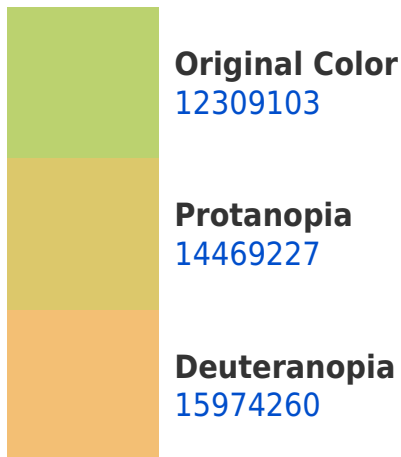 Original Color
12309103
Protanopia
14469227
Deuteranopia
15974260